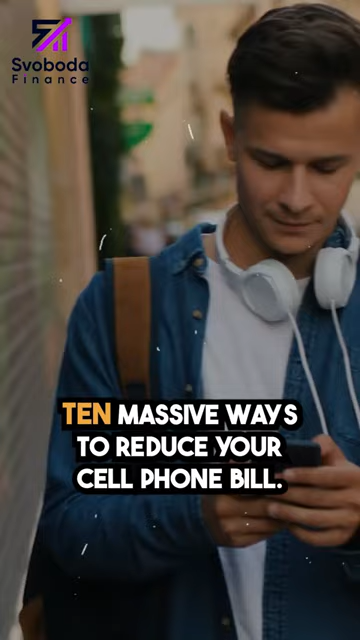 Svoboda
Finance
TEN MASSIVE WAYS
TO REDUCE YOUR
CELL PHONE BILL.